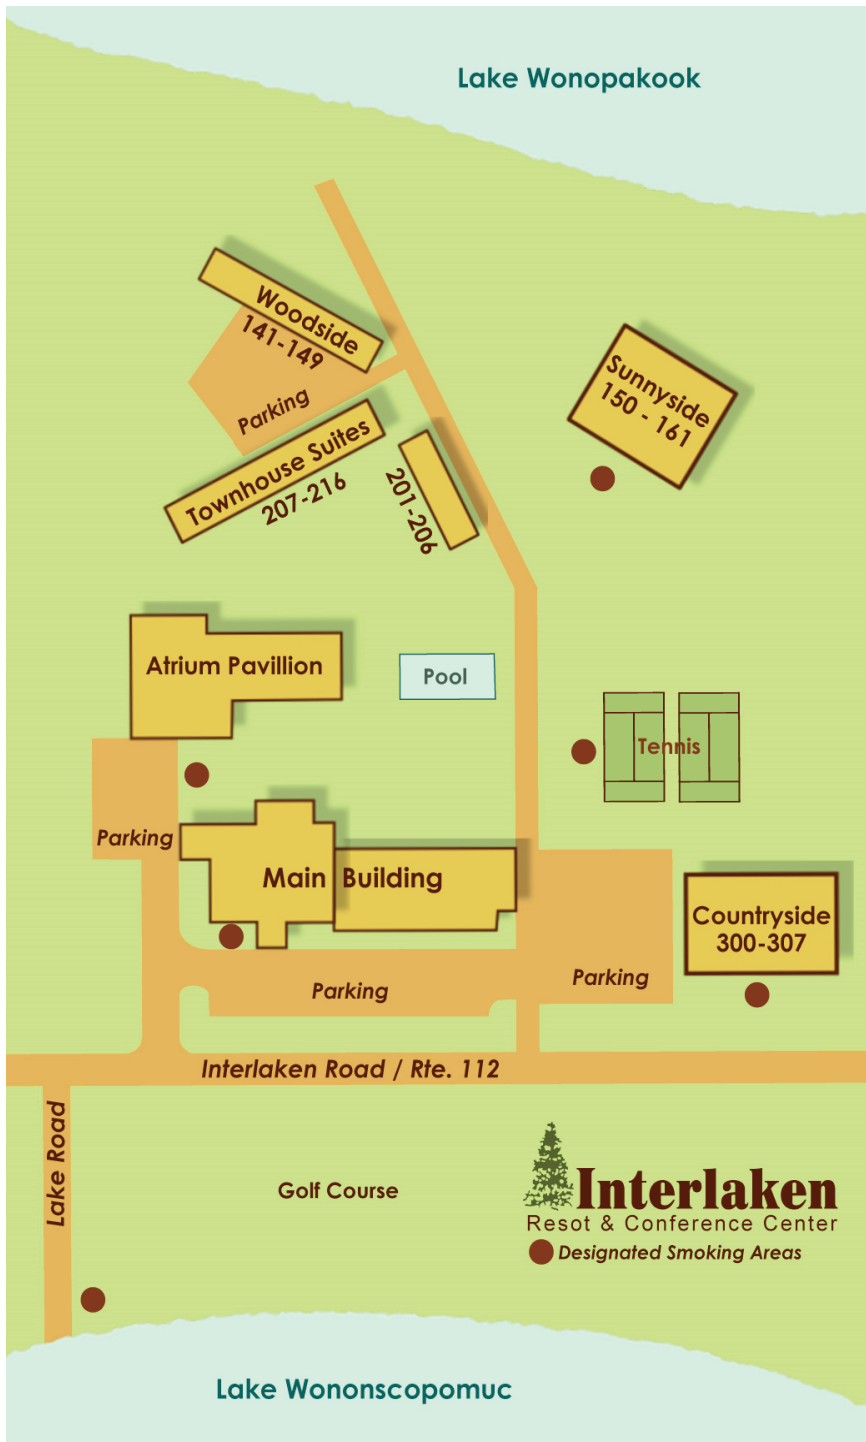 Lake Wonopakook
Woodside
141-149
Parking
Sunnyside
150 - 161
Townhouse Suites
207-216
201-206
Atrium Pavillion
Pool
Tennis
Parking
Main Building
Countryside
300-307
Parking
Parking
Interlaken Road / Rte. 112
Lake Road
Golf Course
Interlaken
Resot & Conference Center
Designated Smoking Areas
Lake Wononscopomuc